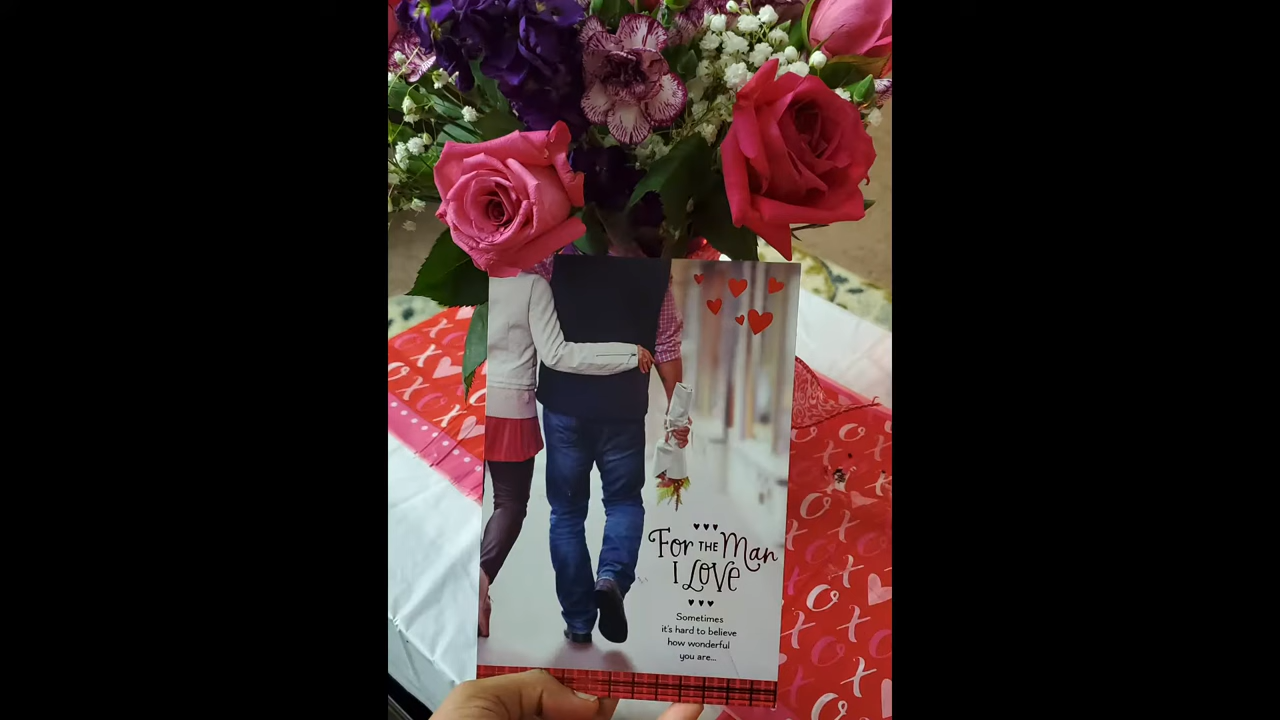 For THE Man
I LOVE
Sometimes
it's hard to believe
how wonderful
you are...